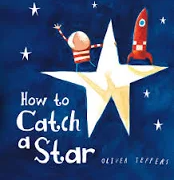 How to
Catch
a Star
OLIVER JEFFERS